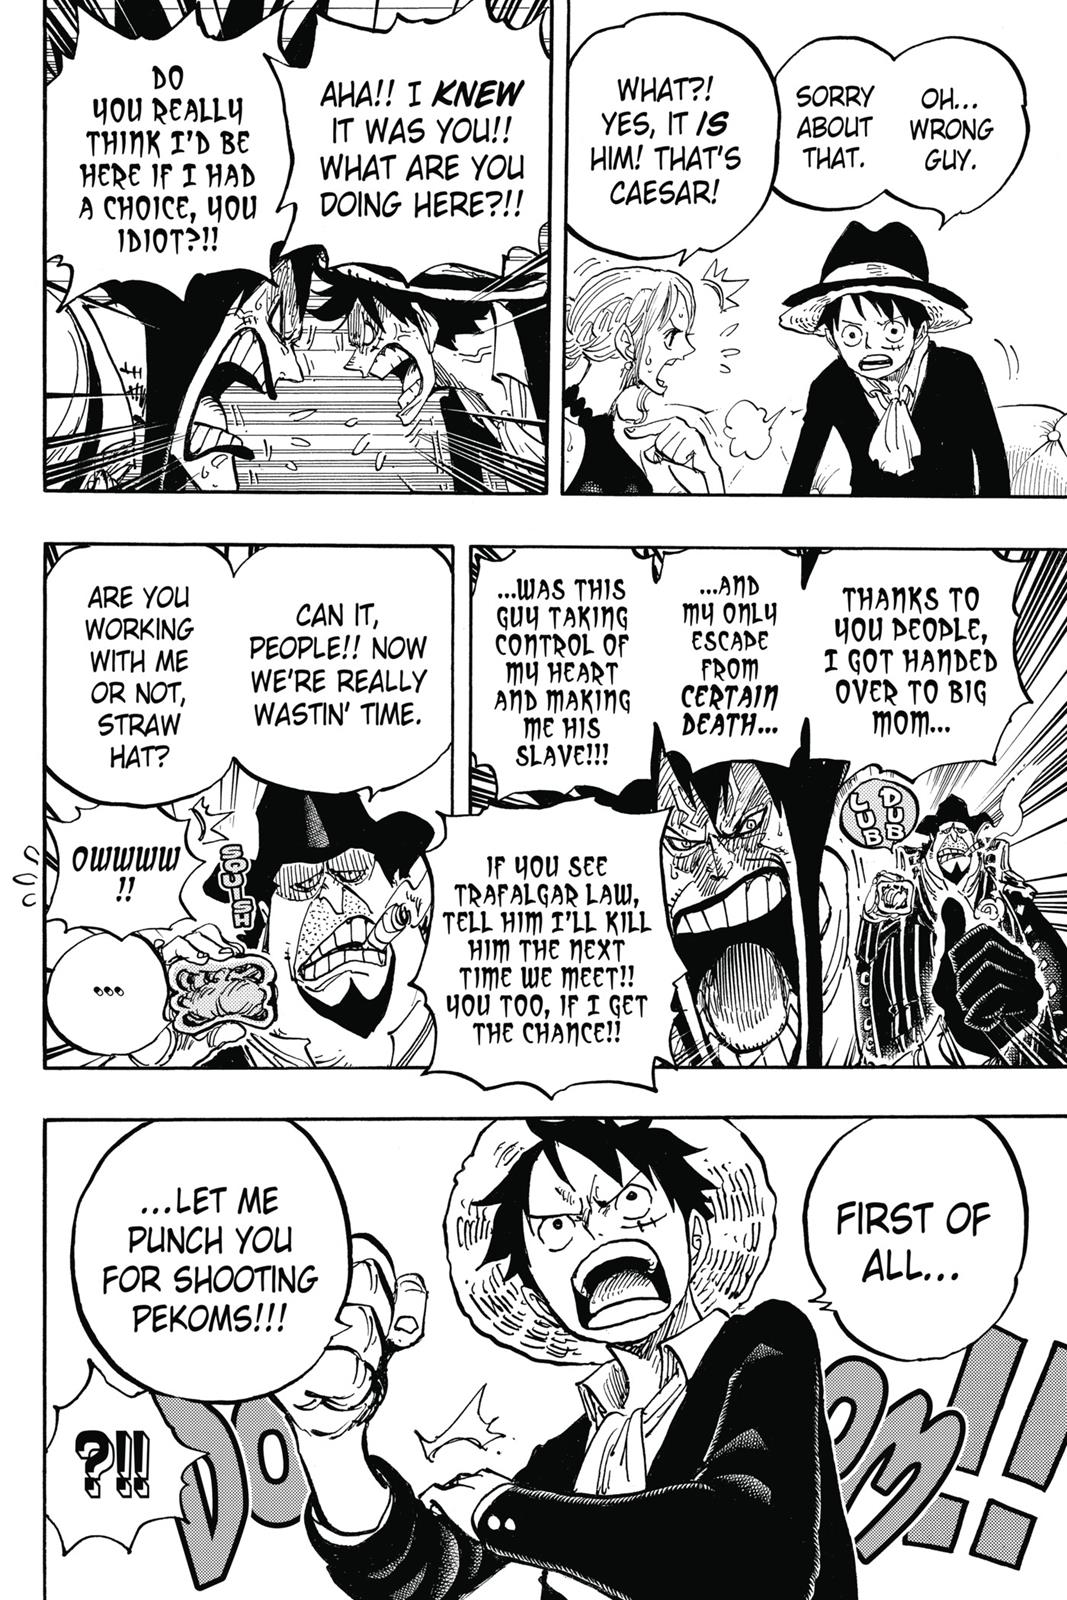 OH...
WRONG
GUY.
SORRY
ABOUT
THAT.
WHAT?!
YES, IT IS
HIM! THAT'S
CAESAR!
AHA!! I KNEW
IT WAS YOU!!
WHAT ARE YOU
DOING HERE?!!
DO
YOU REALLY
THINK I'D BE
HERE IF I HAD
A CHOICE, YOU
IDIOT?!!
THANKS TO
YOU PEOPLE,
I GOT HANDED
OVER TO BIG
MOM...
LUB
DUB
...AND
MY ONLY
ESCAPE
FROM
CERTAIN
DEATH...
...WAS THIS
GUY TAKING
CONTROL OF
MY HEART
AND MAKING
ME HIS
SLAVE!!!
IF YOU SEE
TRAFALGAR LAW,
TELL HIM I'LL KILL
HIM THE NEXT
TIME WE MEET!!
YOU TOO, IF I GET
THE CHANCE!!
CAN IT,
PEOPLE!! NOW
WE'RE REALLY
WASTIN' TIME.
ARE YOU
WORKING
WITH ME
OR NOT,
STRAW
HAT?
SQUISH
OWWWW
!!
...
FIRST OF
ALL...
...LET ME
PUNCH YOU
FOR SHOOTING
PEKOMS!!!
DOOM!!
?!!